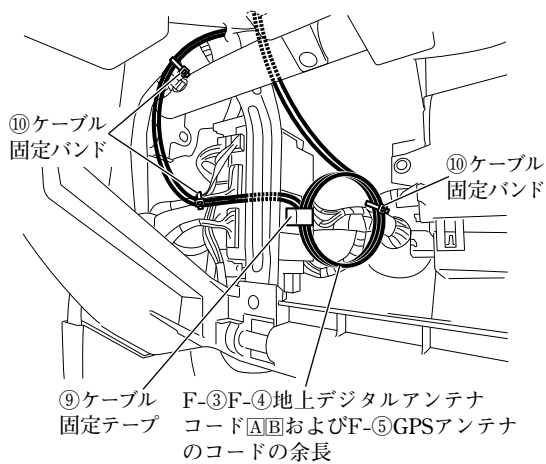 ⑩ケーブル
固定バンド
⑩ケーブル
固定バンド
⑨ケーブル
固定テープ
F-③F-④地上デジタルアンテナ
コード🄰🄱およびF-⑤GPSアンテナ
のコードの余長